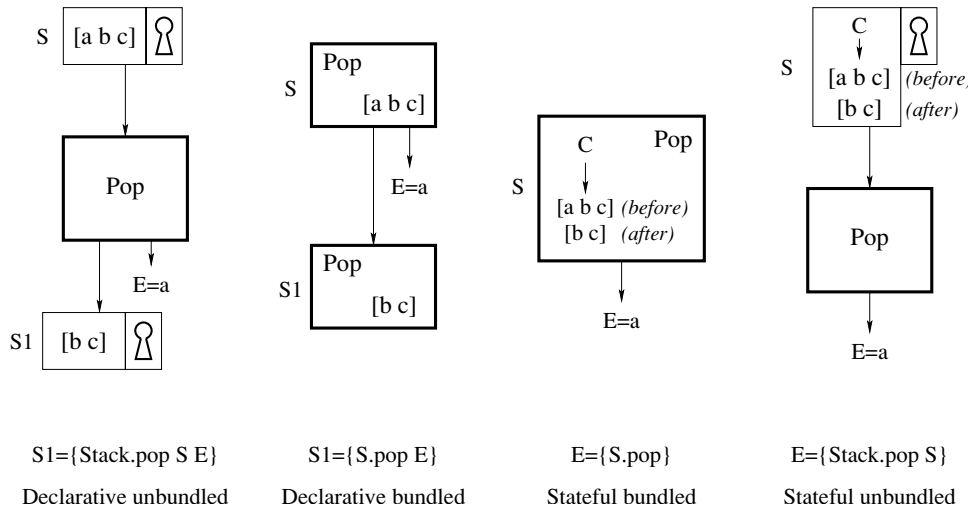 S
[a b c]
Pop
E=a
S1
[b c]
S1={Stack.pop S E}
Declarative unbundled
S
Pop
[a b c]
E=a
S1
Pop
[b c]
S1={S.pop E}
Declarative bundled
S
C
Pop
[a b c] (before)
[b c] (after)
E=a
E={S.pop}
Stateful bundled
S
C
[a b c] (before)
[b c] (after)
Pop
E=a
E={Stack.pop S}
Stateful unbundled